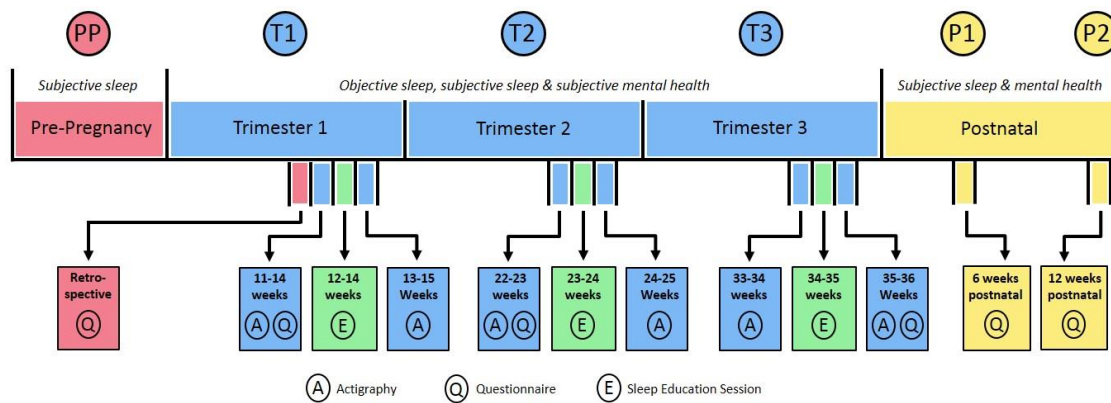 PP T1 T2 T3 P1 P2
Subjective sleep Objective sleep, subjective sleep & subjective mental health Subjective sleep & mental health
Pre-Pregnancy Trimester 1 Trimester 2 Trimester 3 Postnatal
Retro-
spective
Q
11-14
weeks
A Q
12-14
weeks
E
13-15
Weeks
A
22-23
weeks
A Q
23-24
weeks
E
24-25
Weeks
A
33-34
weeks
A
34-35
weeks
E
35-36
Weeks
A Q
6 weeks
postnatal
Q
12 weeks
postnatal
Q
A Actigraphy Q Questionnaire E Sleep Education Session